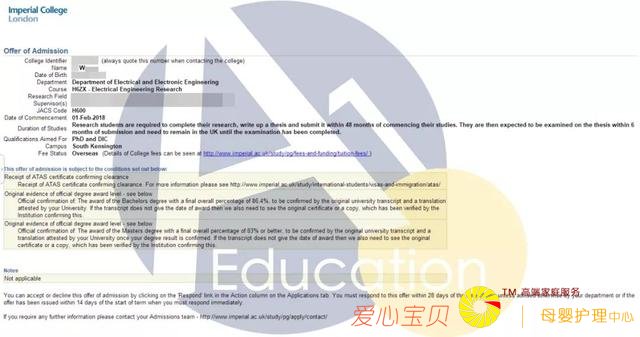 Imperial College
London
Offer of Admission
College Identifier (always quote this number when contacting the college)
Name W
Date of Birth
Department Department of Electrical and Electronic Engineering
Course H6ZX - Electrical Engineering Research
Research Field
Supervisor(s)
JACS Code H600
Date of Commencement 01-Feb-2018
Duration of Studies Research students are required to complete their research, write up a thesis and submit it within 48 months of commencing their studies. They are then expected to be examined on the thesis within 6
months of submission and need to remain in the UK until the examination has been completed.
Qualifications Aimed For PhD and DIC
Campus South Kensington
Fee Status Overseas (Details of College fees can be seen at http://www.imperial.ac.uk/study/pg/fees-and-funding/tuition-fees/ )
This offer of admission is subject to the conditions set out below:
Receipt of ATAS certificate confirming clearance
Receipt of ATAS certificate confirming clearance. For more information please see http://www.imperial.ac.uk/study/international-students/visas-and-immigration/atas/
Original evidence of official degree award level - see below
Official confirmation of: The award of the Bachelors degree with a final overall percentage of 86.4%, to be confirmed by the original university transcript and a translation
attested by your University. If the transcript does not give the date of award then we also need to see the original certificate or a copy, which has been verified by the
Institution confirming this.
Original evidence of official degree award level - see below
Official confirmation of: The award of the Masters degree with a final overall percentage of 83% or better, to be confirmed by the original university transcript and a
translation attested by your University once your degree result is confirmed. If the transcript does not give the date of award then we also need to see the original
certificate or a copy, which has been verified by the Institution confirming this.
Notes
Not applicable
You can accept or decline this offer of admission by clicking on the 'Respond' link in the Action column on the Applications tab. You must respond to this offer within 28 days of the by your department or if the
offer has been issued within 14 days of the start of term when you must respond immediately.
If you require any further information please contact your Admissions team - http://www.imperial.ac.uk/study/pg/apply/contact/
A1
Education
爱心宝贝
TM 高端家庭服务
母婴护理中心